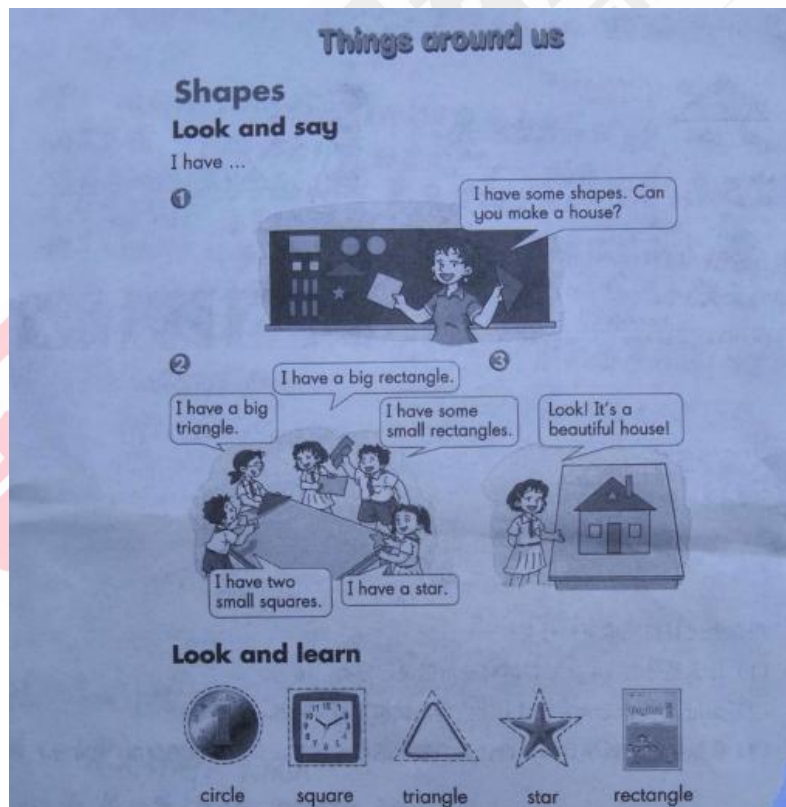 Things around us
Shapes
Look and say
I have ...
1
I have some shapes. Can
you make a house?
2
I have a big rectangle.
I have a big
triangle.
I have some
small rectangles.
I have two
small squares.
I have a star.
3
Look! It's a
beautiful house!
Look and learn
circle
square
triangle
star
rectangle